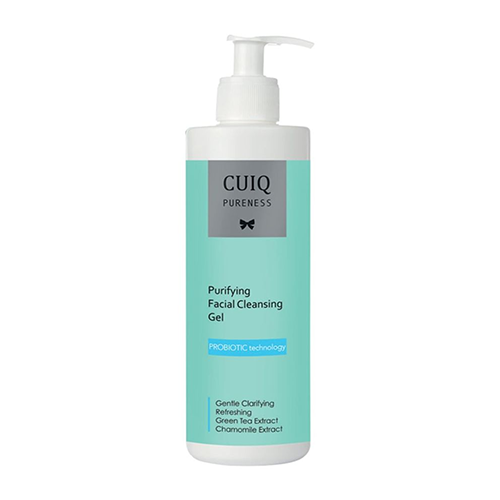 CUIQ
PURENESS
Purifying
Facial Cleansing
Gel
PROBIOTIC technology
Gentle Clarifying
Refreshing
Green Tea Extract
Chamomile Extract